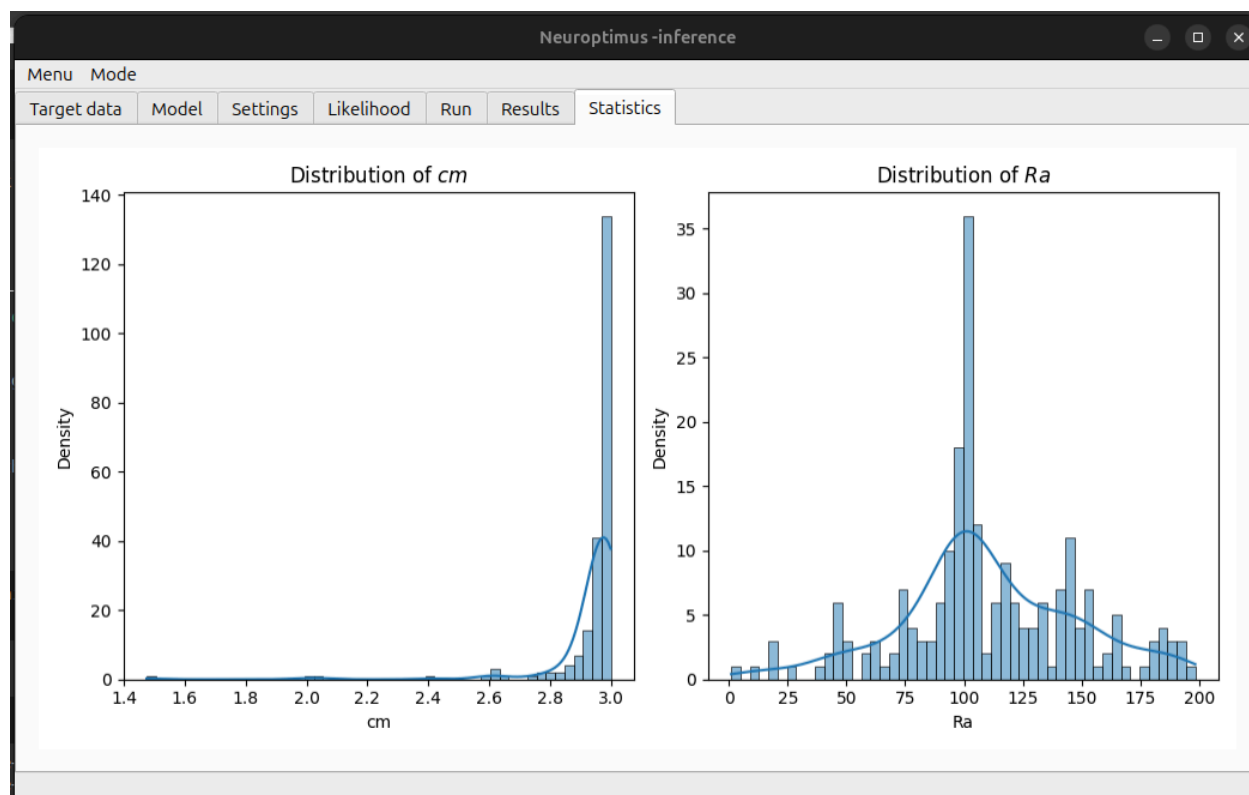 Neuroptimus -inference
Menu Mode
Target data Model Settings Likelihood Run Results Statistics
Distribution of cm
140
120
100
80
60
40
20
0
Density
1.4 1.6 1.8 2.0 2.2 2.4 2.6 2.8 3.0
cm
Distribution of Ra
35
30
25
20
15
10
5
0
Density
0 25 50 75 100 125 150 175 200
Ra